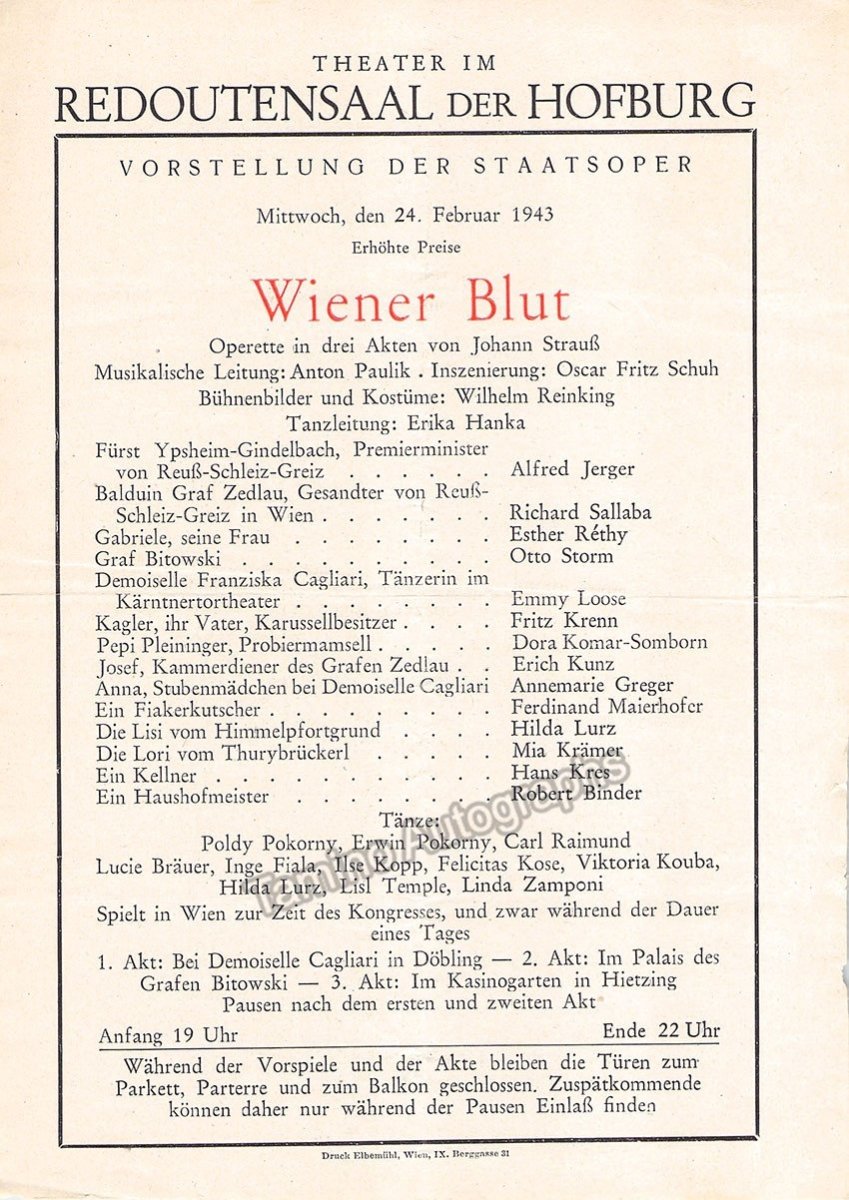 THEATER IM
REDOUTENSAAL DER HOFBURG
VORSTELLUNG DER STAATSOPER
Mittwoch, den 24. Februar 1943
Erhöhte Preise
Wiener Blut
Operette in drei Akten von Johann Strauß
Musikalische Leitung: Anton Paulik . Inszenierung: Oscar Fritz Schuh
Bühnenbilder und Kostüme: Wilhelm Reinking
Tanzleitung: Erika Hanka
Fürst Ypsheim-Gindelbach, Premierminister
von Reuß-Schleiz-Greiz . . . . . . Alfred Jerger
Balduin Graf Zedlau, Gesandter von Reuß-
Schleiz-Greiz in Wien . . . . . . . Richard Sallaba
Gabriele, seine Frau . . . . . . . . Esther Réthy
Graf Bitowski . . . . . . . . . . Otto Storm
Demoiselle Franziska Cagliari, Tänzerin im
Kärntnertortheater . . . . . . . . Emmy Loose
Kagler, ihr Vater, Karussellbesitzer . . . . Fritz Krenn
Pepi Pleininger, Probiermamsell . . . . . Dora Komar-Somborn
Josef, Kammerdiener des Grafen Zedlau . . Erich Kunz
Anna, Stubenmädchen bei Demoiselle Cagliari Annemarie Greger
Ein Fiakerkutscher . . . . . . . . . Ferdinand Maierhofer
Die Lisi vom Himmelpfortgrund . . . . Hilda Lurz
Die Lori vom Thurybrückerl . . . . . Mia Krämer
Ein Kellner . . . . . . . . . . . Hans Kres
Ein Haushofmeister . . . . . . . . Robert Binder
Tänze:
Poldy Pokorny, Erwin Pokorny, Carl Raimund
Lucie Bräuer, Inge Fiala, Ilse Kopp, Felicitas Kose, Viktoria Kouba,
Hilda Lurz, Lisl Temple, Linda Zamponi
Tamino Autographs
Spielt in Wien zur Zeit des Kongresses, und zwar während der Dauer
eines Tages
1. Akt: Bei Demoiselle Cagliari in Döbling — 2. Akt: Im Palais des
Grafen Bitowski — 3. Akt: Im Kasinogarten in Hietzing
Pausen nach dem ersten und zweiten Akt
Anfang 19 Uhr Ende 22 Uhr
Während der Vorspiele und der Akte bleiben die Türen zum
Parkett, Parterre und zum Balkon geschlossen. Zuspätkommende
können daher nur während der Pausen Einlaß finden
Druck Elbemühl, Wien, IX. Berggasse 31